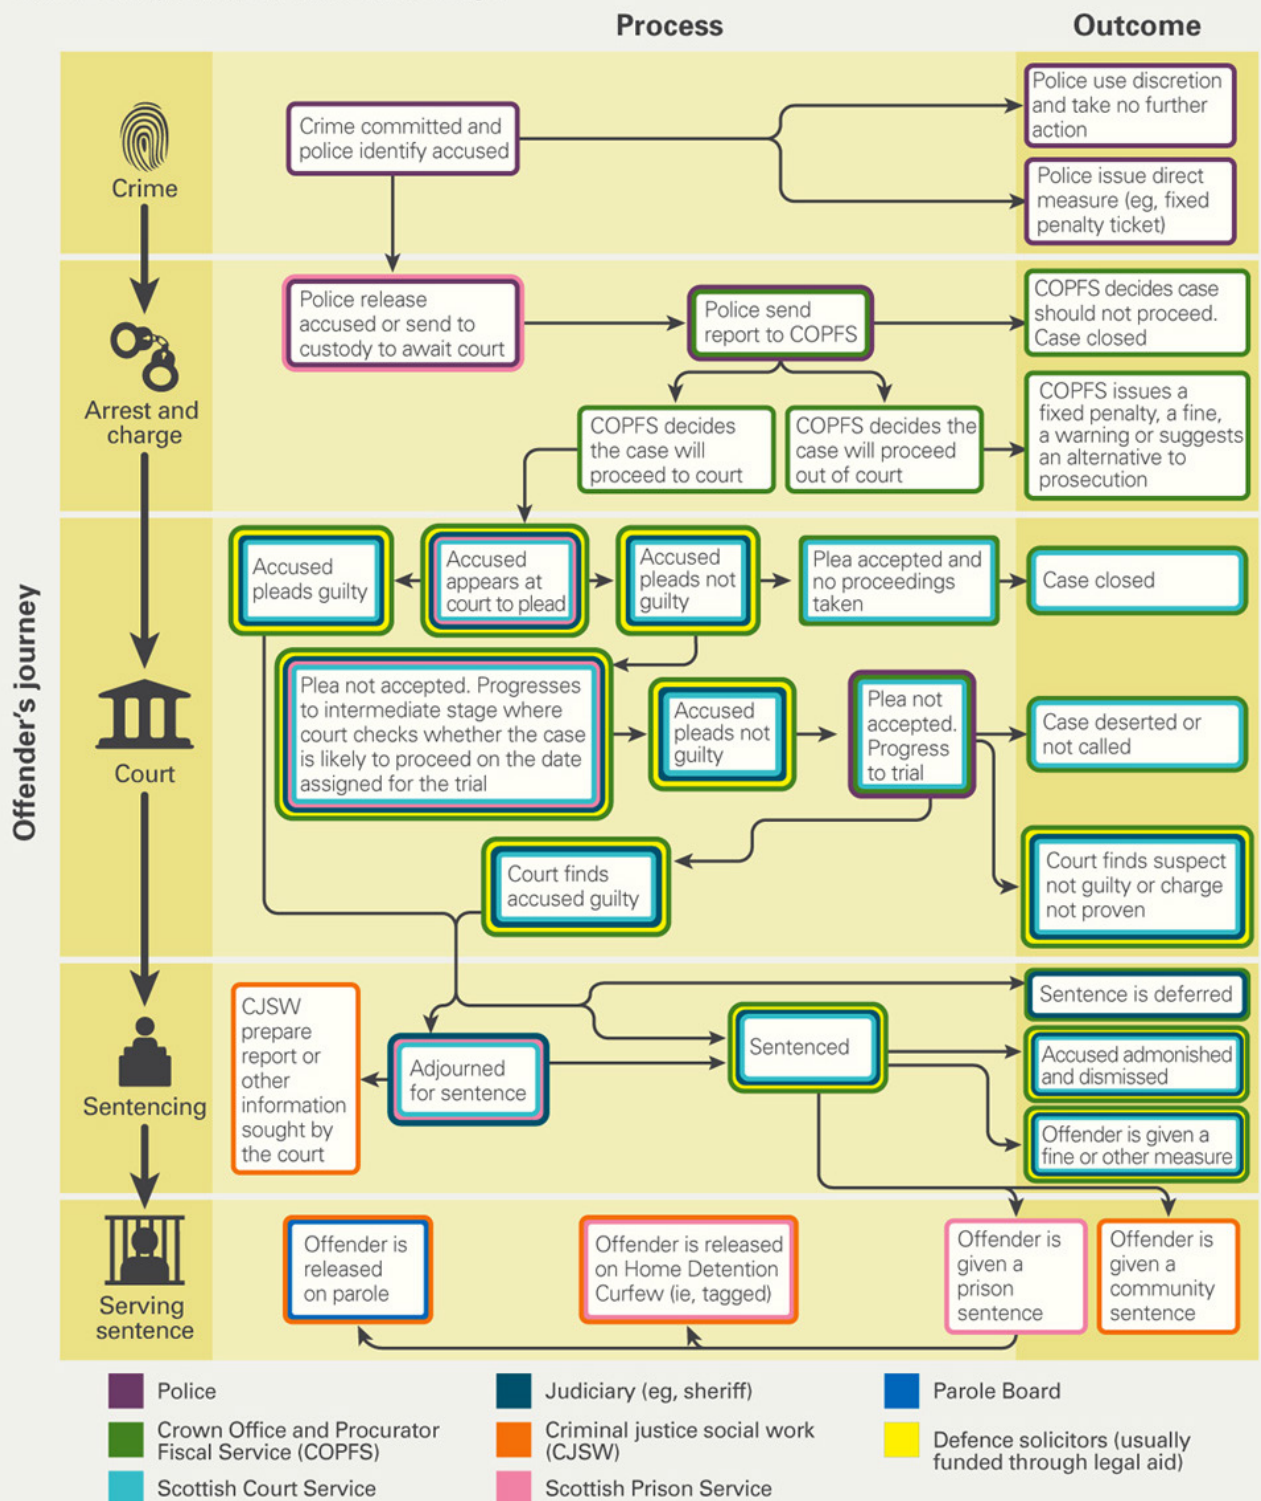 Process
Outcome
Offender's journey
Crime
Crime committed and
police identify accused
Police use discretion
and take no further
action
Police issue direct
measure (eg, fixed
penalty ticket)
Arrest and
charge
Police release
accused or send to
custody to await court
Police send
report to COPFS
COPFS decides case
should not proceed.
Case closed
COPFS decides
the case will
proceed to court
COPFS decides the
case will proceed
out of court
COPFS issues a
fixed penalty, a fine,
a warning or suggests
an alternative to
prosecution
Court
Accused
pleads guilty
Accused
appears at
court to plead
Accused
pleads not
guilty
Plea accepted and
no proceedings
taken
Case closed
Plea not accepted. Progresses
to intermediate stage where
court checks whether the case
is likely to proceed on the date
assigned for the trial
Accused
pleads not
guilty
Plea not
accepted.
Progress
to trial
Case deserted or
not called
Court finds
accused guilty
Court finds suspect
not guilty or charge
not proven
Sentencing
CJSW
prepare
report or
other
information
sought by
the court
Adjourned
for sentence
Sentenced
Sentence is deferred
Accused admonished
and dismissed
Offender is given a
fine or other measure
Serving
sentence
Offender is
released
on parole
Offender is released
on Home Detention
Curfew (ie, tagged)
Offender is
given a
prison
sentence
Offender is
given a
community
sentence
Police
Crown Office and Procurator
Fiscal Service (COPFS)
Scottish Court Service
Judiciary (eg, sheriff)
Criminal justice social work
(CJSW)
Scottish Prison Service
Parole Board
Defence solicitors (usually
funded through legal aid)